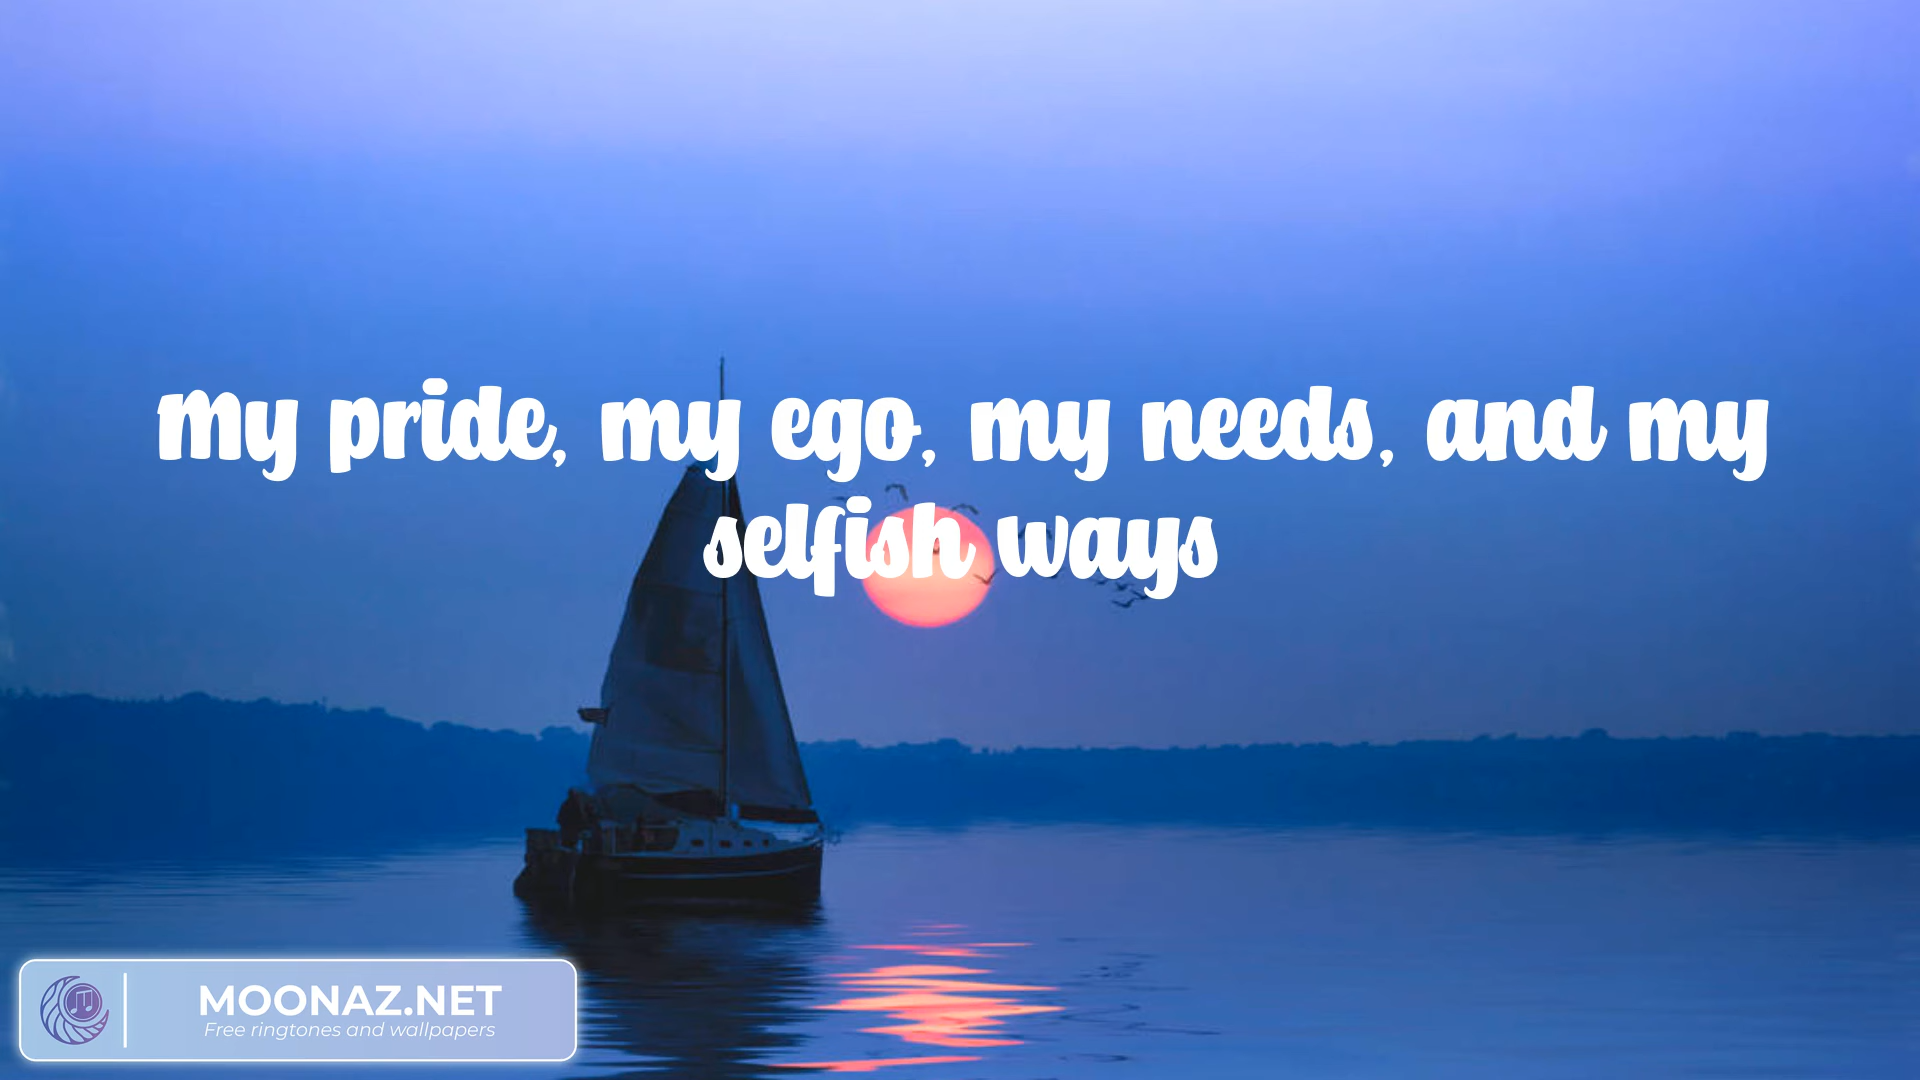 My pride, my ego, my needs, and my
selfish ways
MOONAZ.NET
Free ringtones and wallpapers